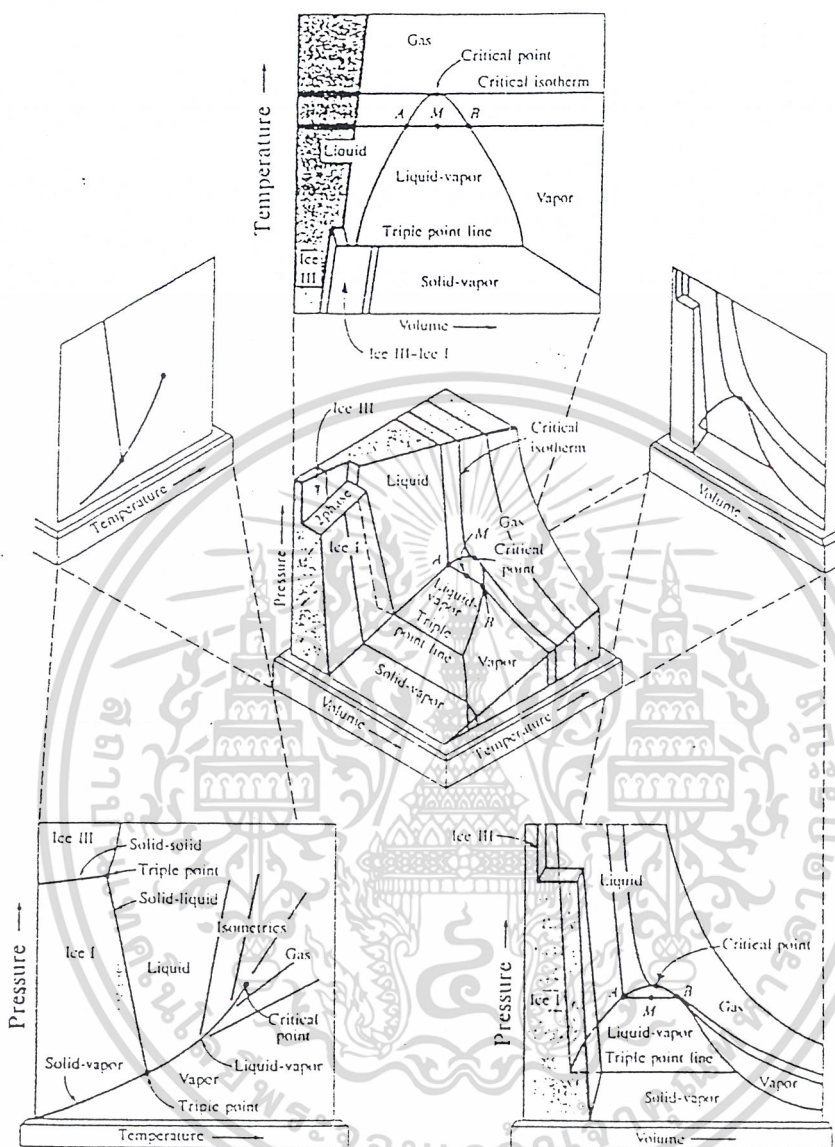 Gas
Critical point
Critical isotherm
A M B
Liquid
Liquid-vapor
Vapor
Triple point line
Ice
III
Solid-vapor
Temperature
Volume
Ice III-Ice I
Temperature
Volume
Ice III
Critical
isotherm
Liquid
2 phase
Ice I
M
Gas
Critical
point
A
Liquid-
vapor
B
Triple
point line
Vapor
Solid-vapor
Pressure
Volume
Temperature
Ice III
Solid-solid
Triple point
Solid-liquid
Isometrics
Ice I
Liquid
Gas
Critical
point
Solid-vapor
Vapor
Liquid-vapor
Triple point
Pressure
Temperature
Ice III
Liquid
Critical point
A M B
Gas
Ice I
Liquid-vapor
Triple point line
Vapor
Solid-vapor
Pressure
Volume